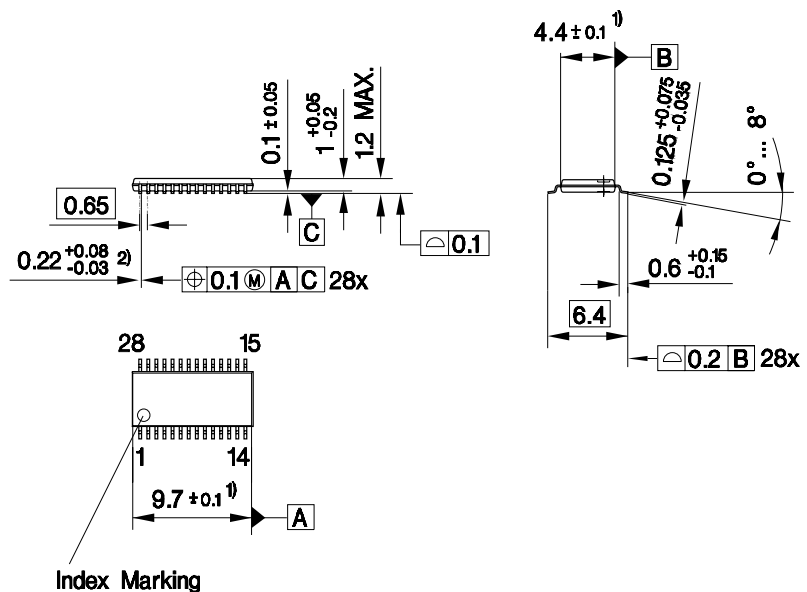 4.4 ± 0.1 1)
B
0.1 ± 0.05
1 +0.05 -0.2
1.2 MAX.
0.125 +0.075 -0.035
0° ... 8°
0.65
C
⌓ 0.1
0.22 +0.08 -0.03 2)
⌖ 0.1 Ⓜ A C 28x
0.6 +0.15 -0.1
6.4
⌓ 0.2 B 28x
28 15
1 14
9.7 ± 0.1 1)
A
Index Marking